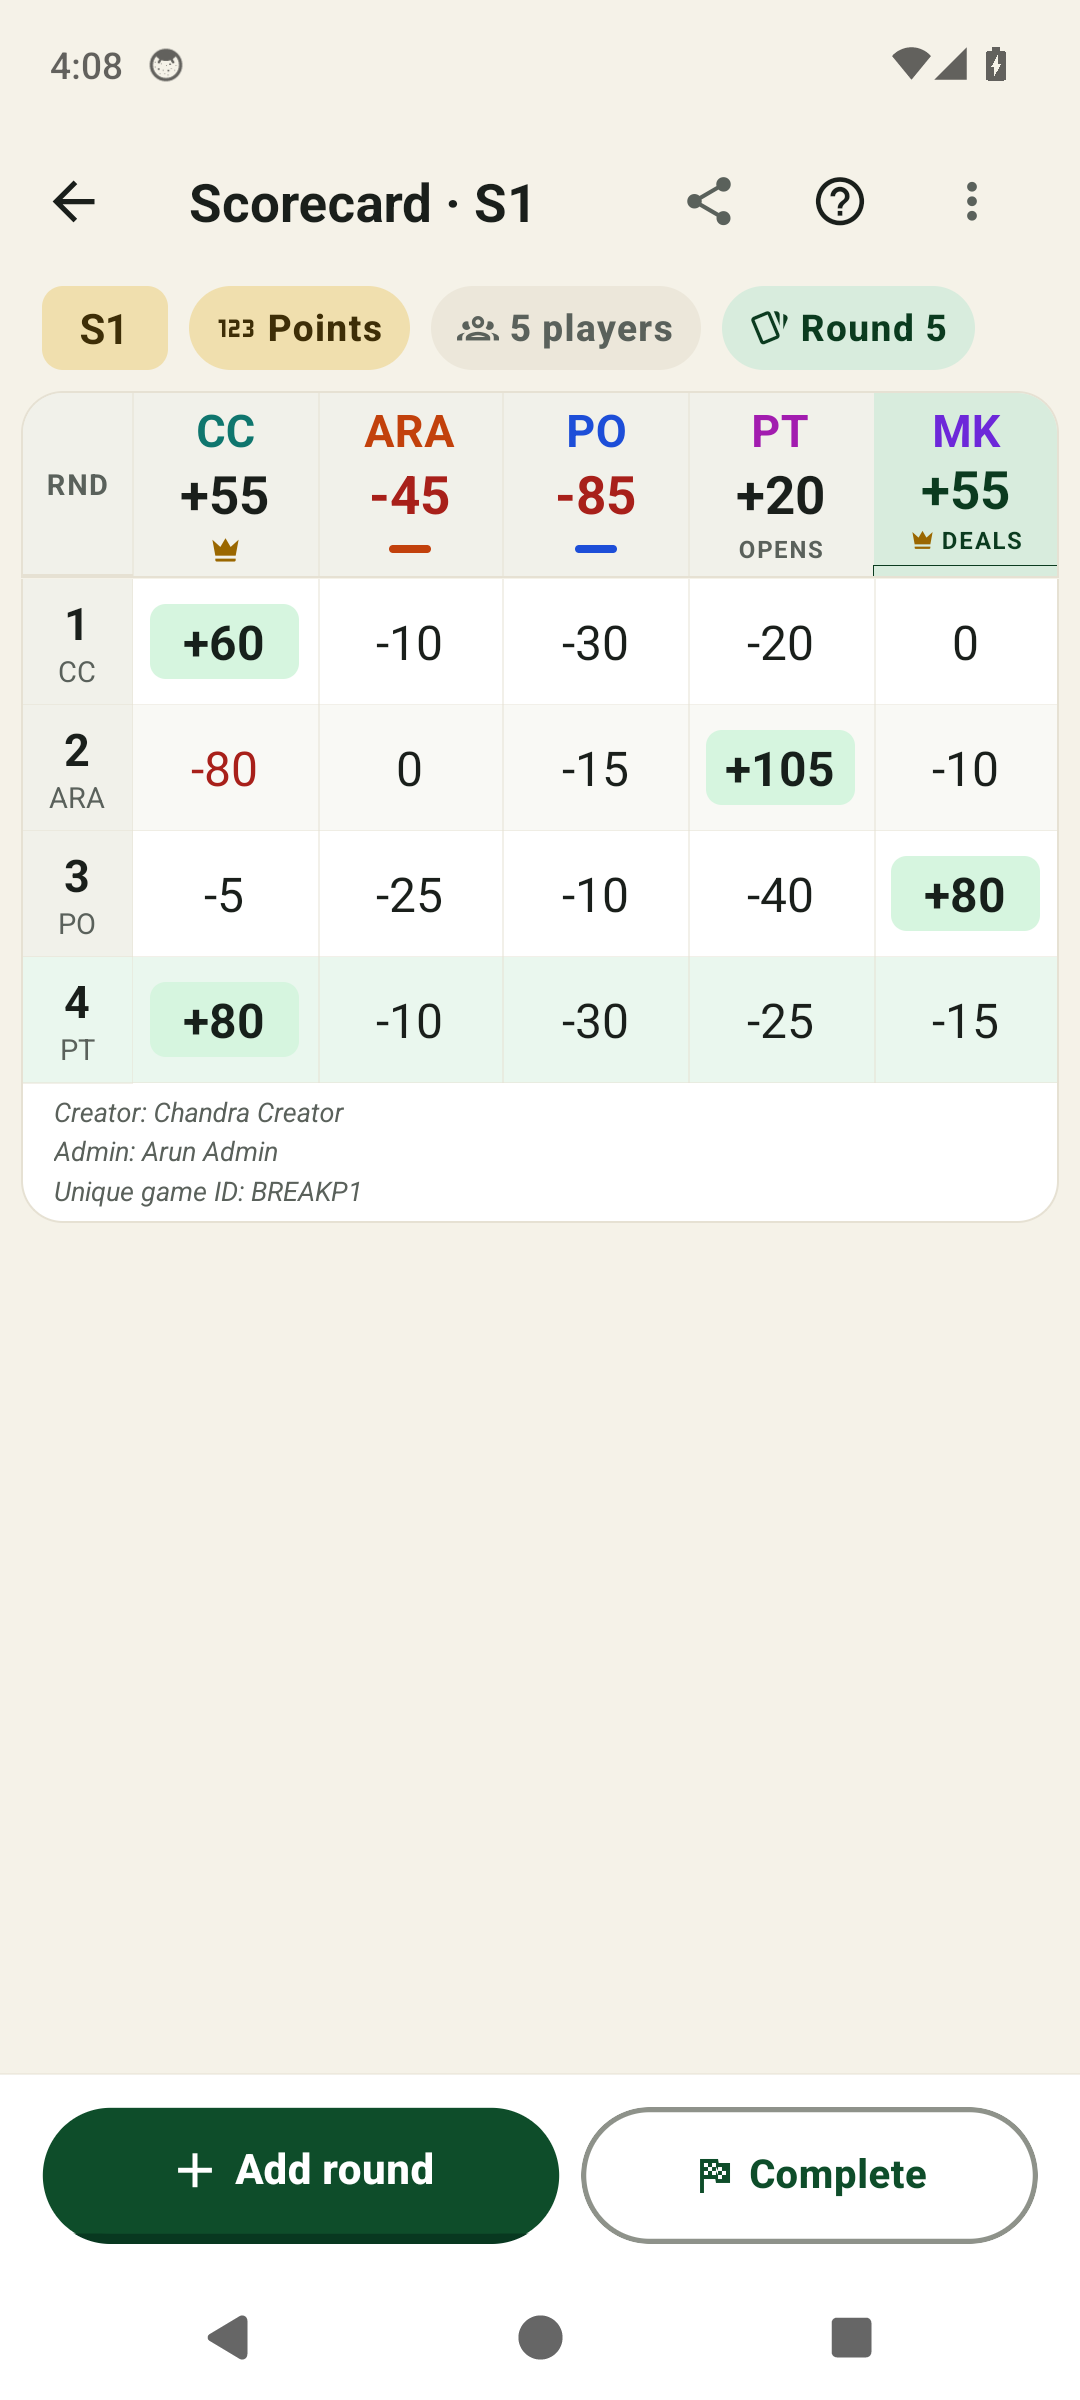 4:08
Scorecard · S1
S1 123 Points 5 players Round 5
RND CC ARA PO PT MK
+55 -45 -85 +20 +55
OPENS DEALS
1 +60 -10 -30 -20 0
CC
2 -80 0 -15 +105 -10
ARA
3 -5 -25 -10 -40 +80
PO
4 +80 -10 -30 -25 -15
PT
Creator: Chandra Creator
Admin: Arun Admin
Unique game ID: BREAKP1
Add round Complete